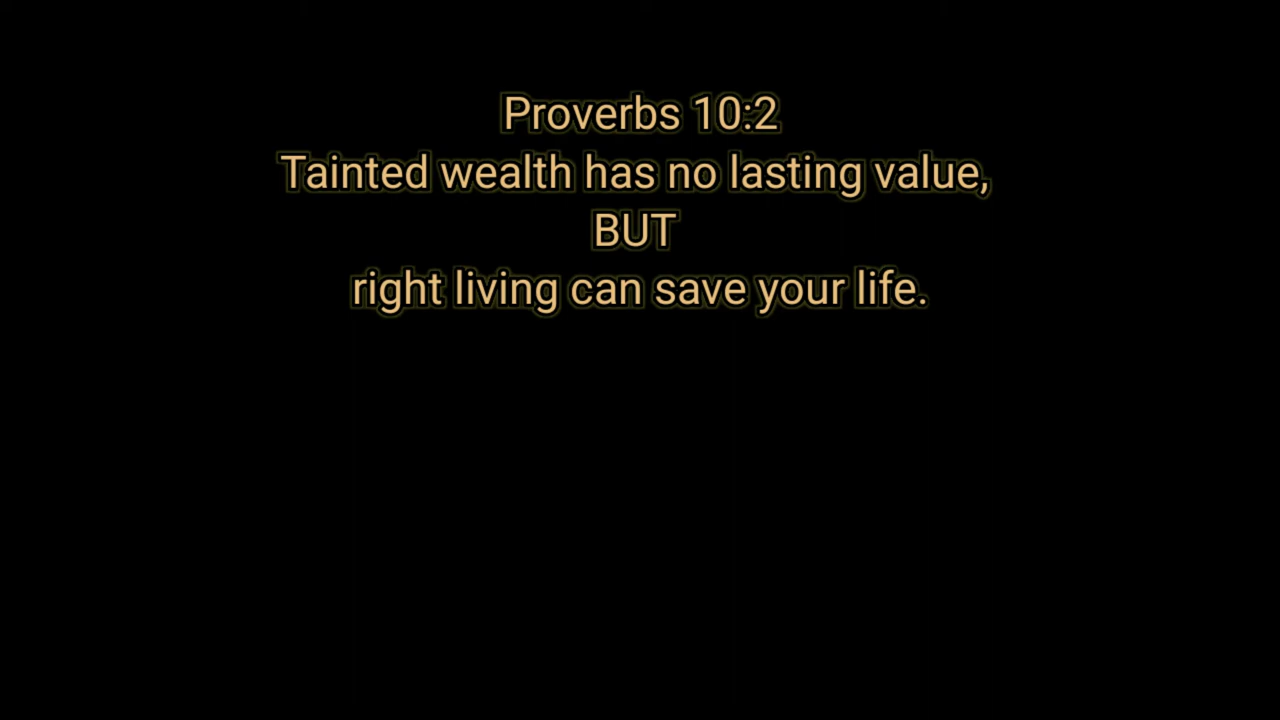 Proverbs 10:2
Tainted wealth has no lasting value,
BUT
right living can save your life.